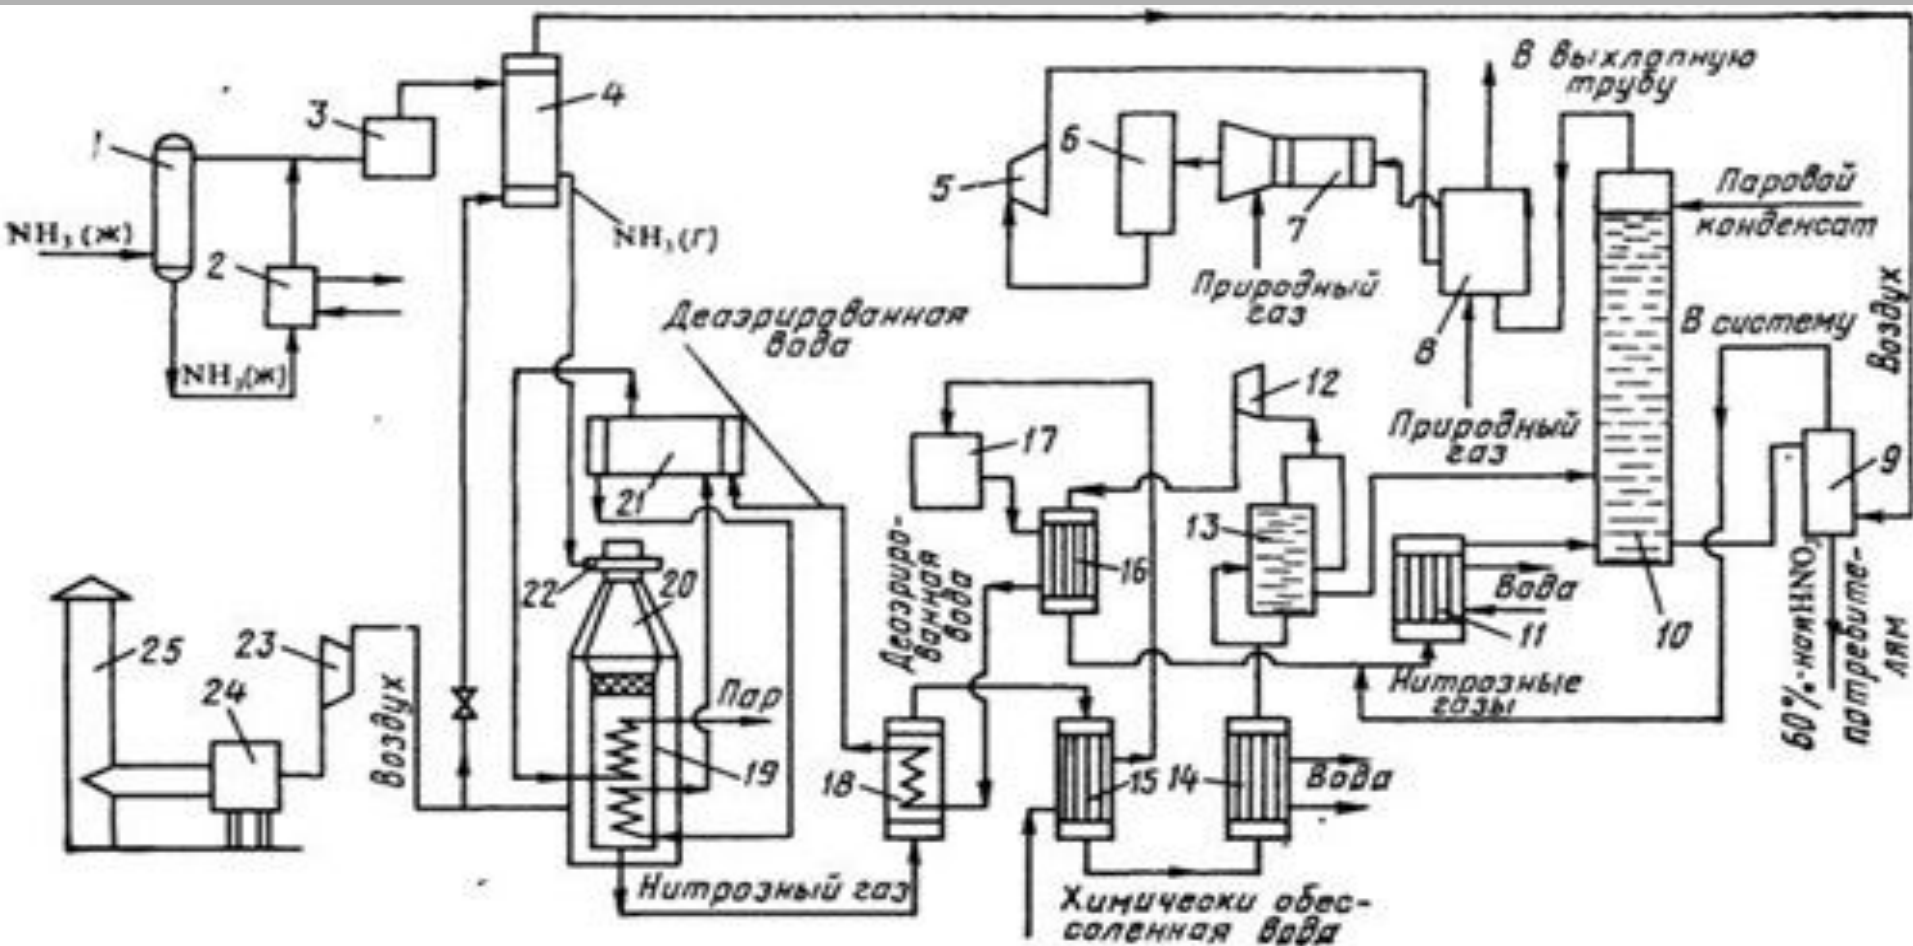 В выхлопную
трубу
4
3
1
6
5
7
Паровой
конденсат
NH₃(ж)
NH₃(г)
2
Природный
газ
Воздух
В систему
8
Деаэрированная
вода
NH₃(ж)
12
Природный
газ
17
9
21
13
Деаэриро-
ванная
вода
16
22
20
Вода
11
10
25
23
60%-ная HNO₃
потребите-
лям
Нитрозные
газы
24
Воздух
Пар
19
18
15
14
Вода
Нитрозный газ
Химически обес-
соленная вода